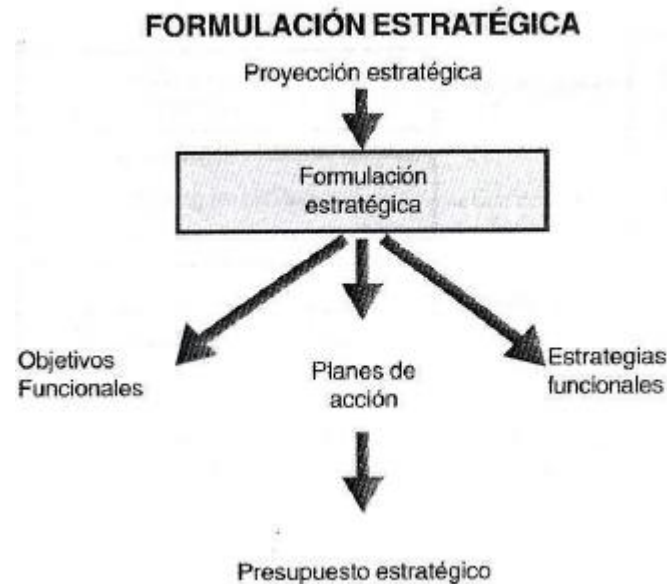 FORMULACIÓN ESTRATÉGICA
Proyección estratégica
Formulación
estratégica
Objetivos
Funcionales
Planes de
acción
Estrategias
funcionales
Presupuesto estratégico